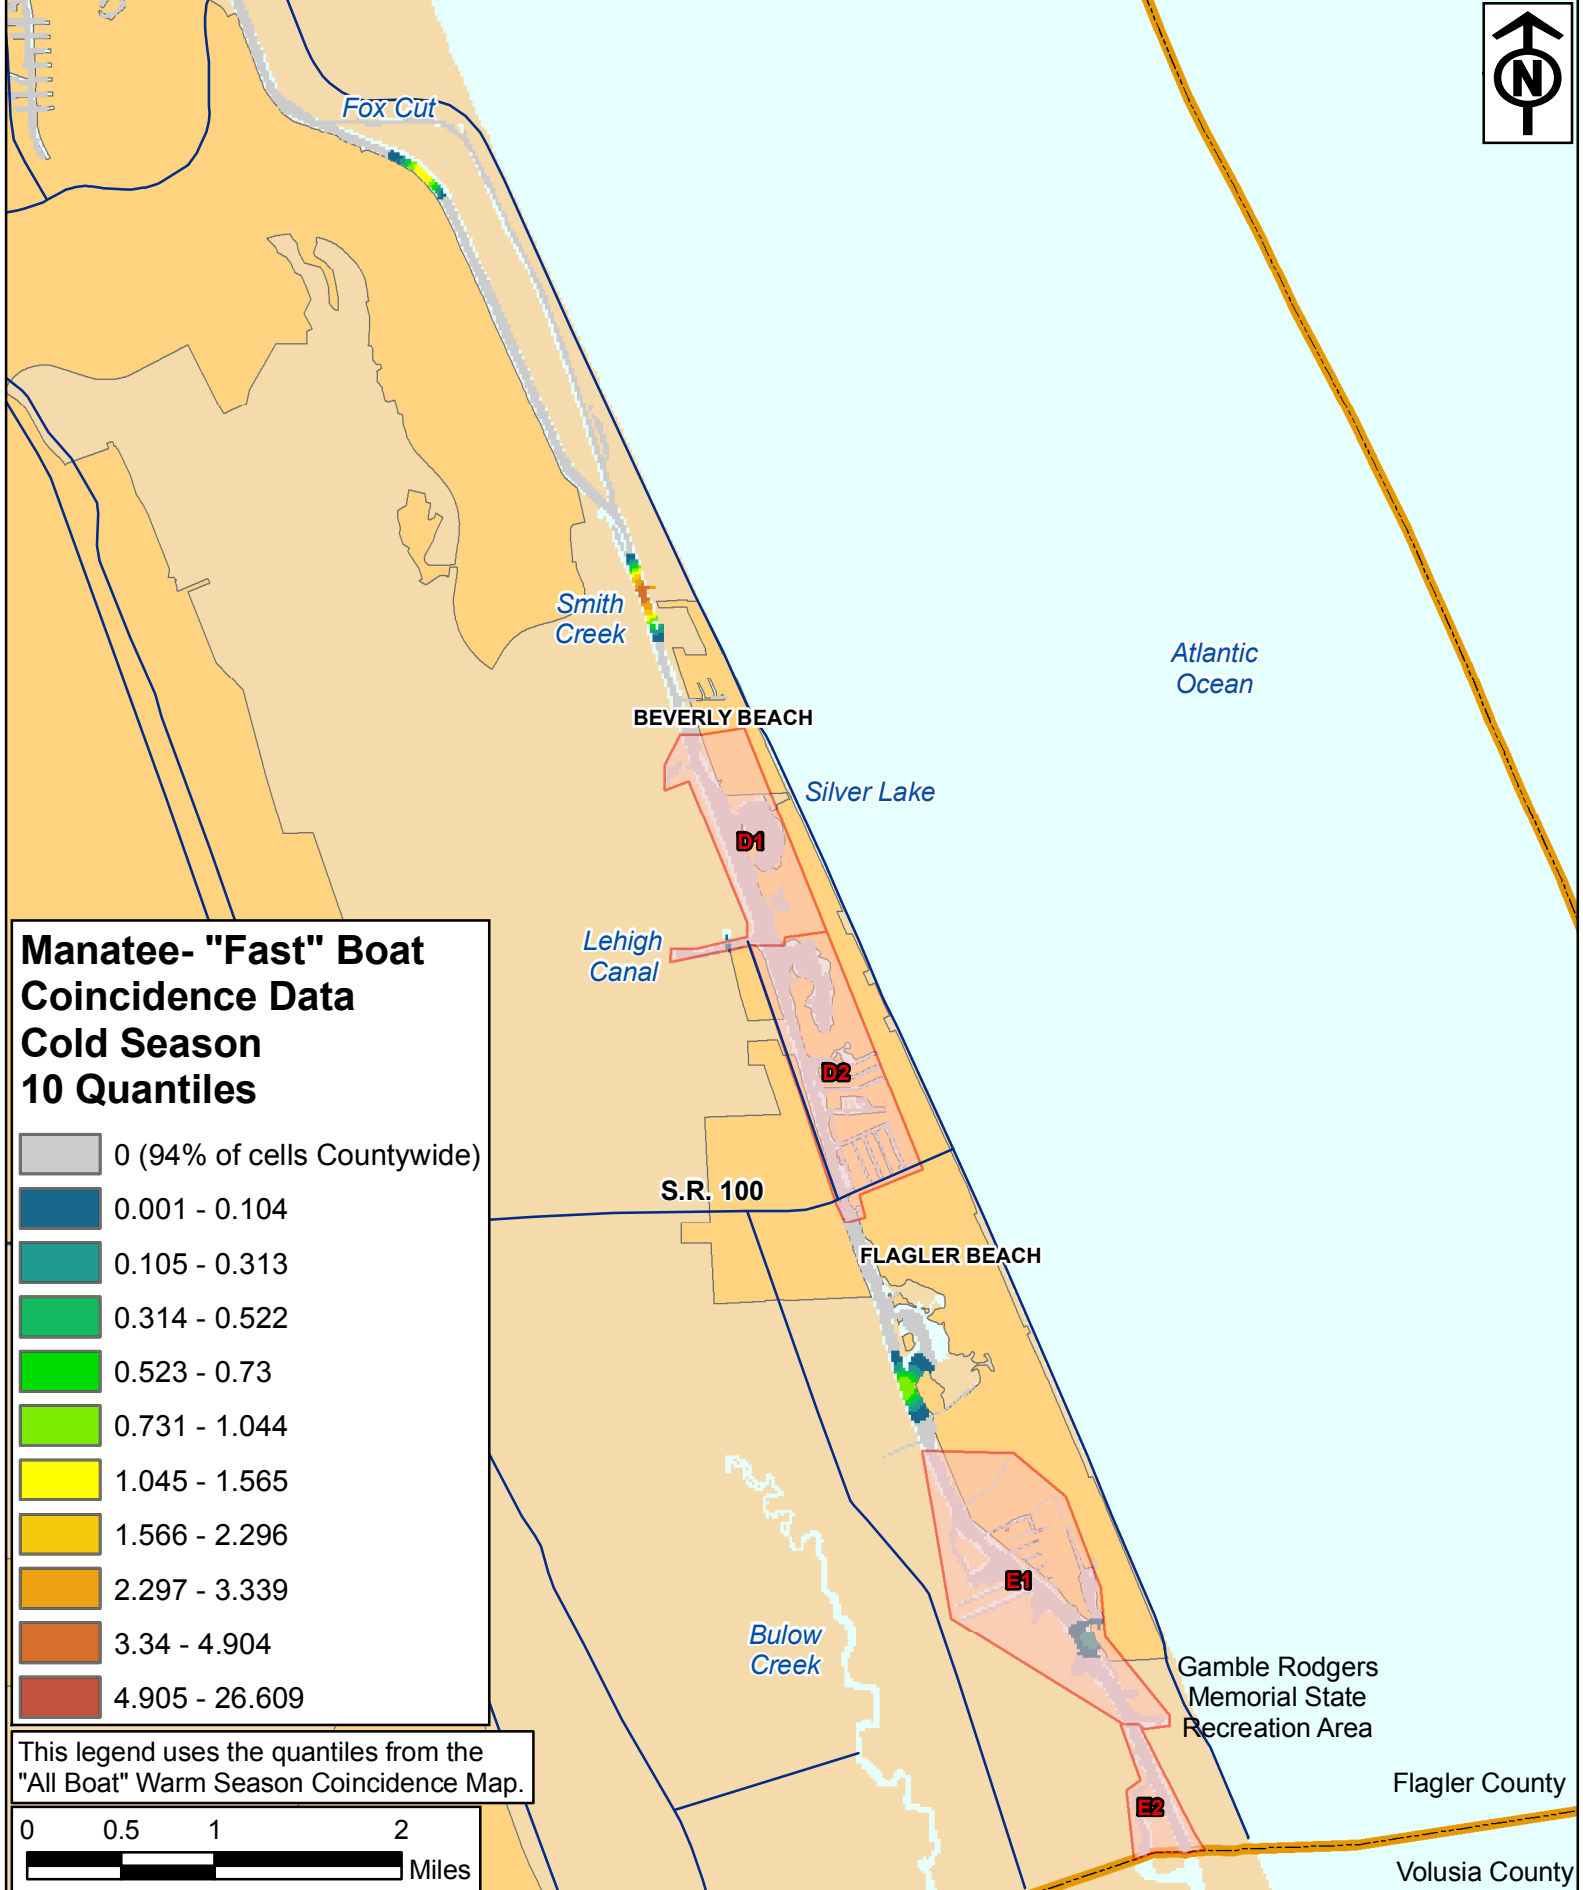 N
Fox Cut
Smith
Creek
Atlantic
Ocean
BEVERLY BEACH
Silver Lake
D1
Lehigh
Canal
D2
S.R. 100
FLAGLER BEACH
E1
Bulow
Creek
Gamble Rodgers
Memorial State
Recreation Area
E2
Flagler County
Volusia County
Manatee- "Fast" Boat
Coincidence Data
Cold Season
10 Quantiles
0 (94% of cells Countywide)
0.001 - 0.104
0.105 - 0.313
0.314 - 0.522
0.523 - 0.73
0.731 - 1.044
1.045 - 1.565
1.566 - 2.296
2.297 - 3.339
3.34 - 4.904
4.905 - 26.609
This legend uses the quantiles from the
"All Boat" Warm Season Coincidence Map.
0 0.5 1 2
Miles